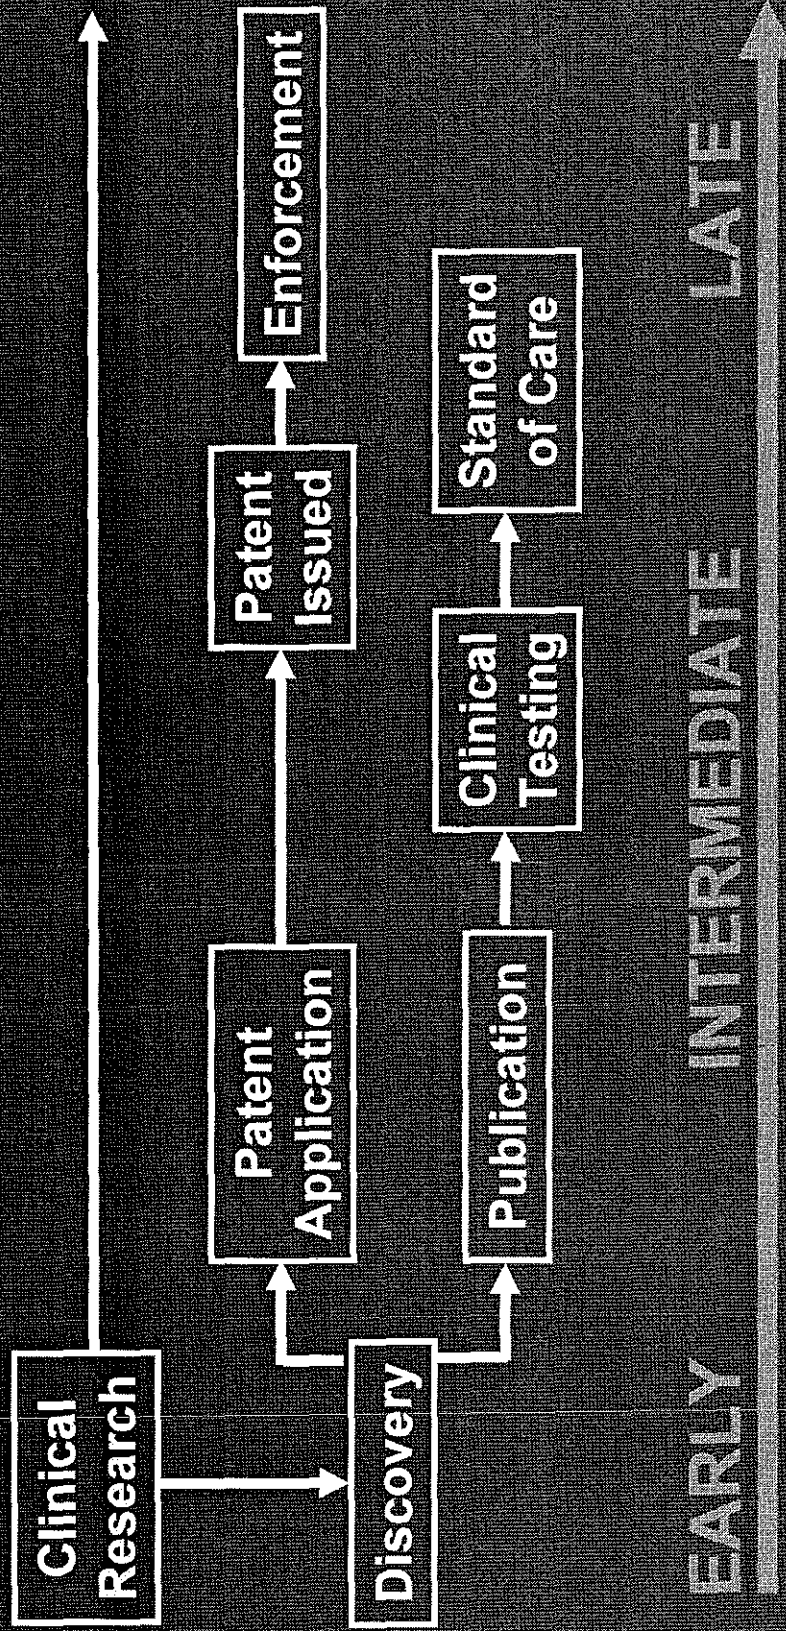 Clinical
Research
Discovery
Patent
Application
Patent
Issued
Enforcement
Publication
Clinical
Testing
Standard
of Care
EARLY
INTERMEDIATE
LATE